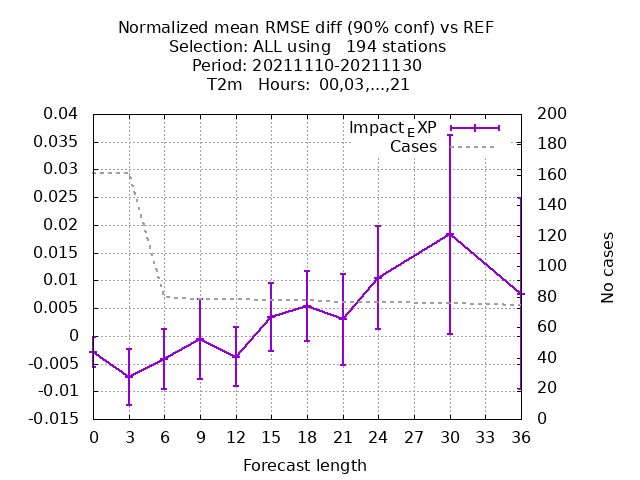 Normalized mean RMSE diff (90% conf) vs REF
Selection: ALL using   194 stations
Period: 20211110-20211130
T2m   Hours:  00,03,...,21
0.04
0.035
0.03
0.025
0.02
0.015
0.01
0.005
0
-0.005
-0.01
-0.015
Impact_EXP
Cases
200
180
160
140
120
100
80
60
40
20
0
No cases
0 3 6 9 12 15 18 21 24 27 30 33 36
Forecast length